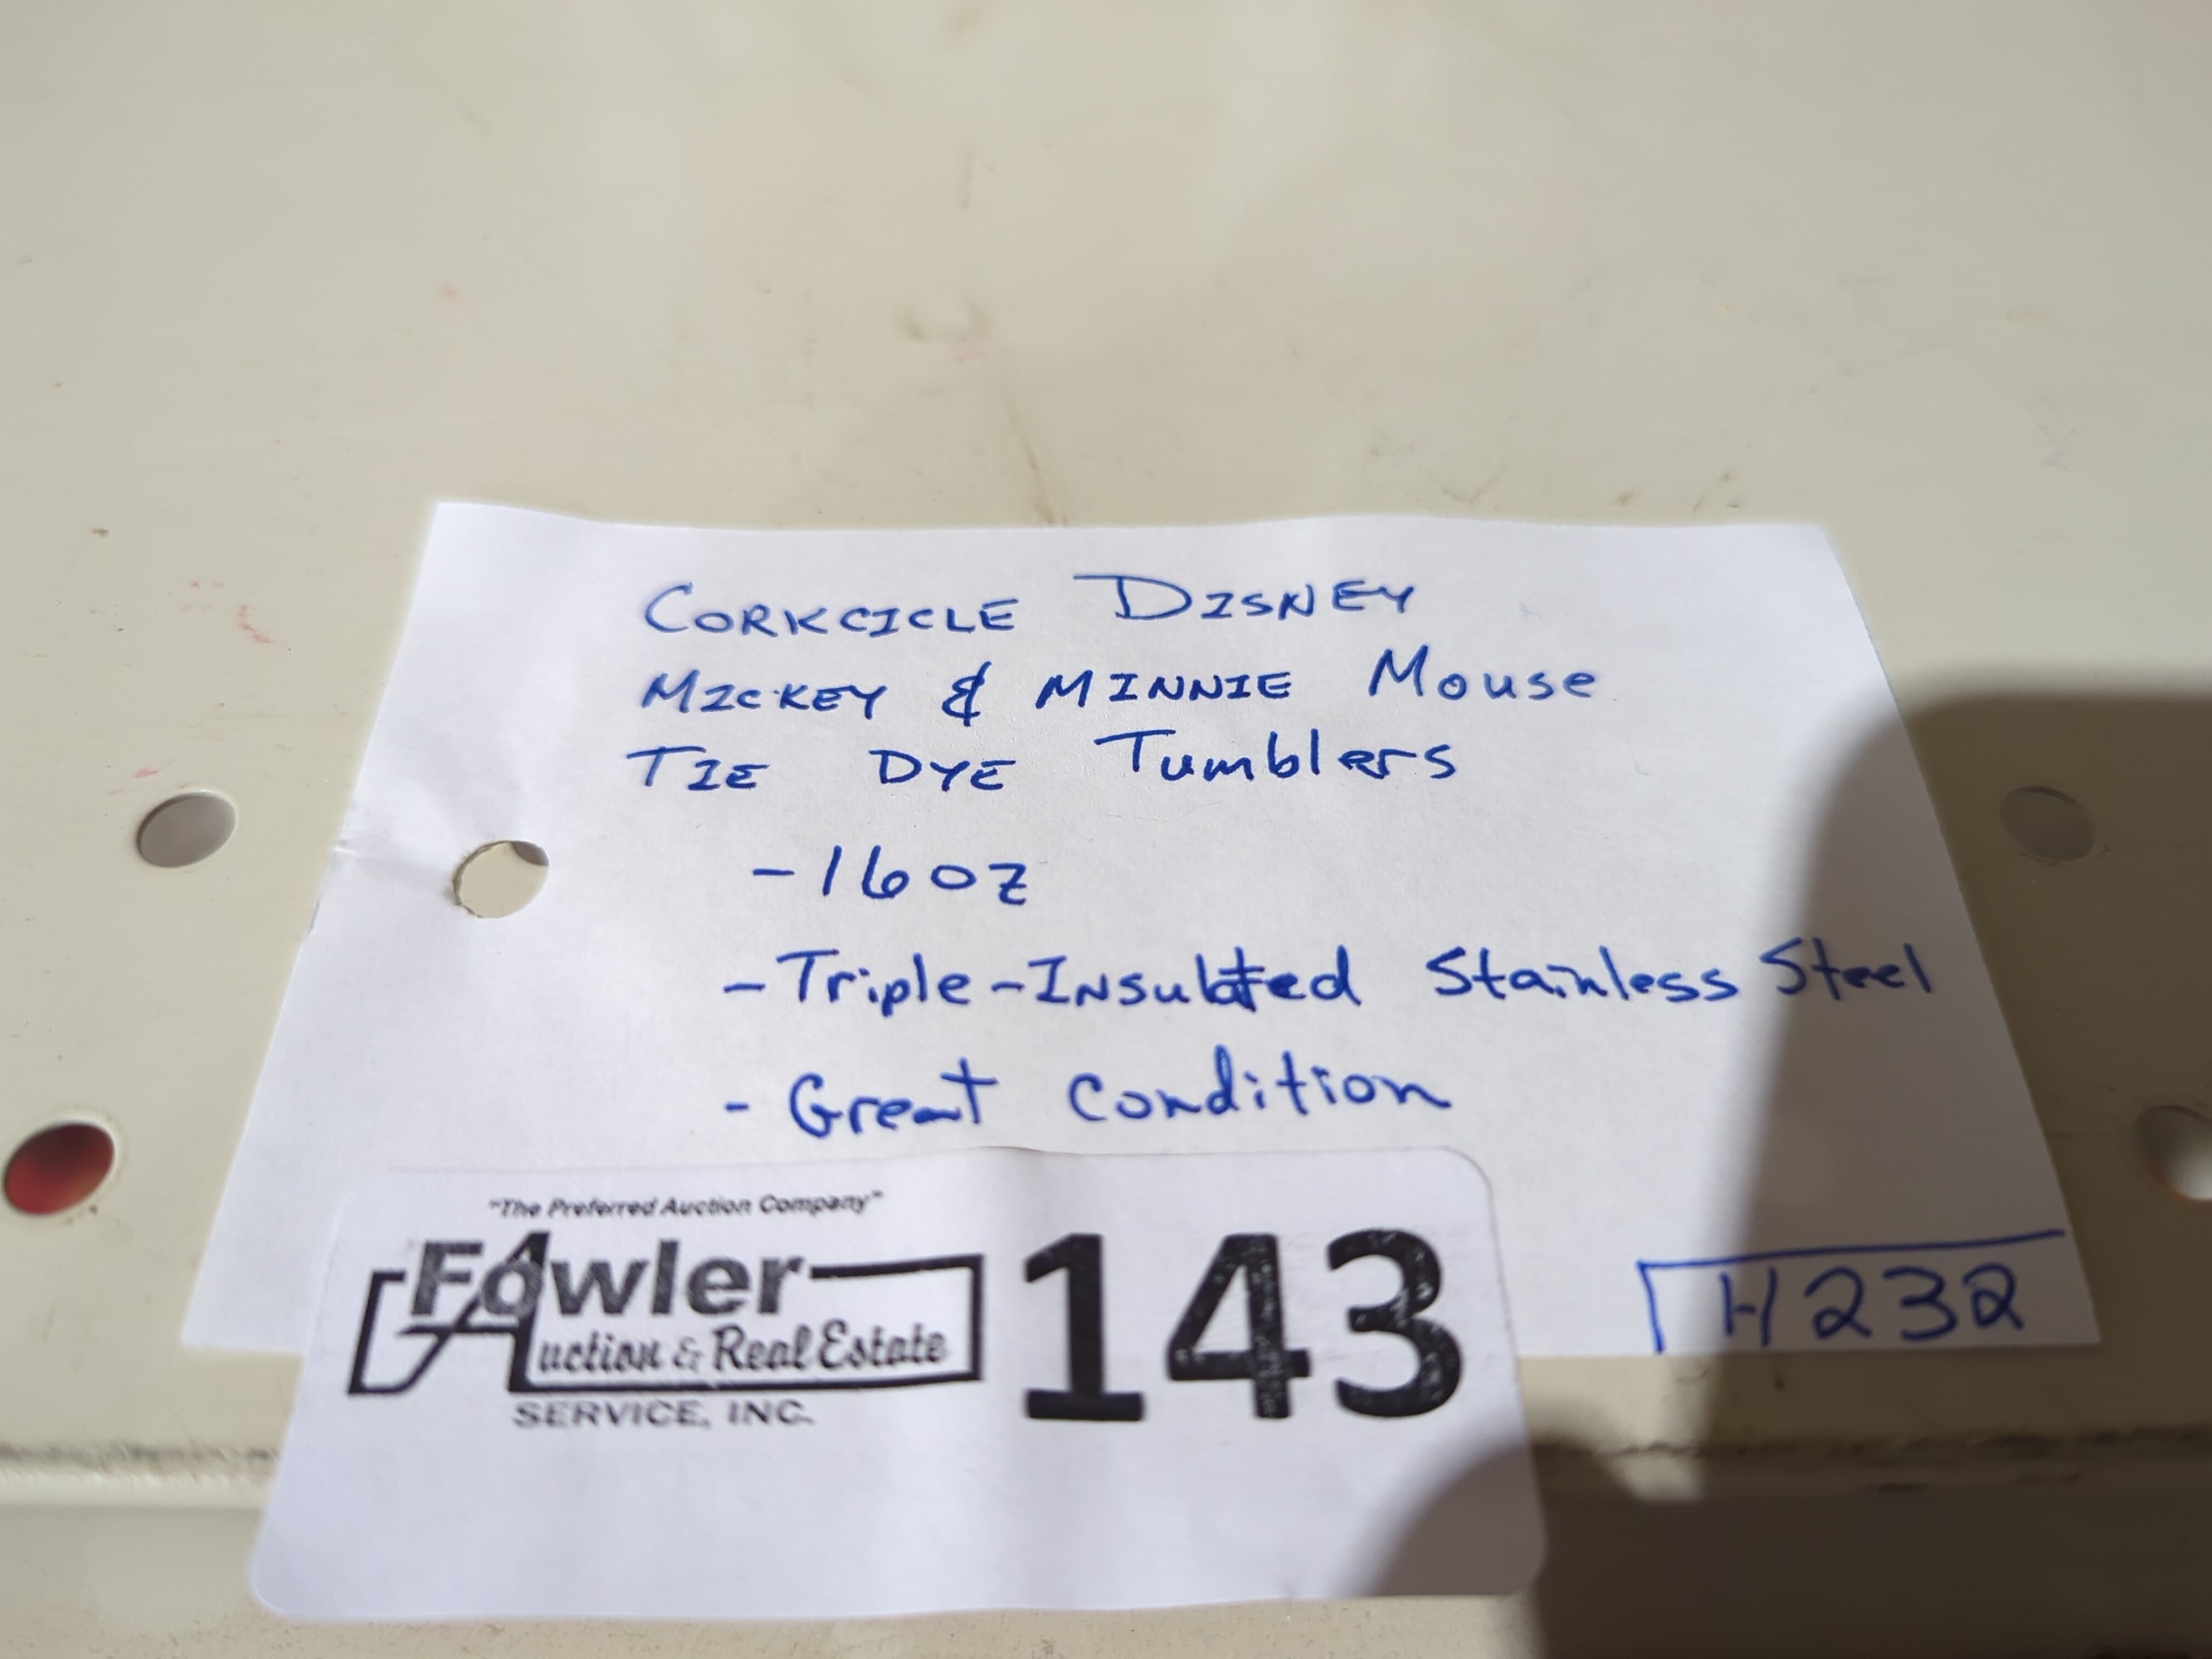 CORKCICLE DISNEY
MICKEY & MINNIE MOUSE
TIE DYE Tumblers
-16oz
-Triple-Insulated Stainless Steel
-Great Condition
"The Preferred Auction Company"
Fowler
Auction & Real Estate
SERVICE, INC.
143
H232